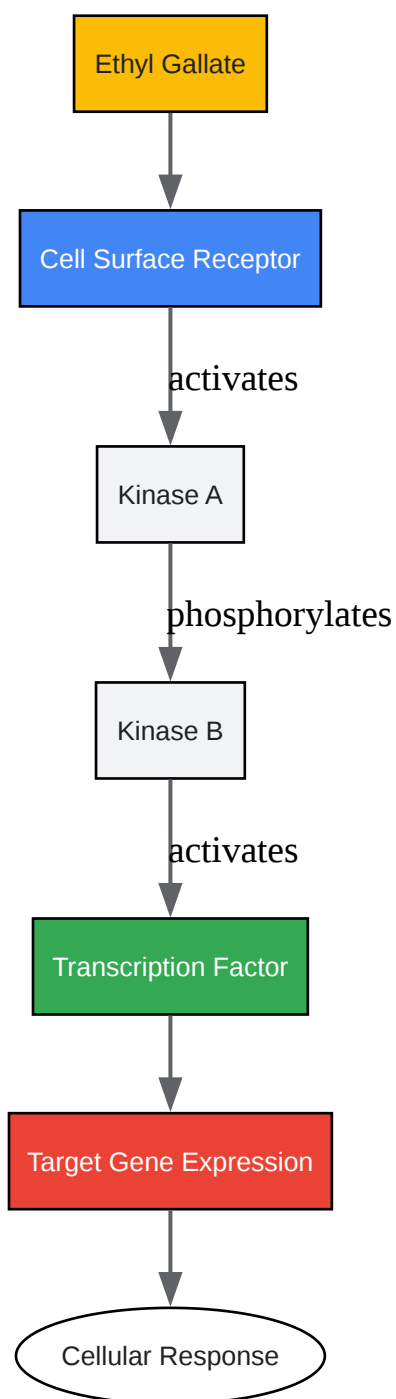 Ethyl Gallate
Cell Surface Receptor
activates
Kinase A
phosphorylates
Kinase B
activates
Transcription Factor
Target Gene Expression
Cellular Response